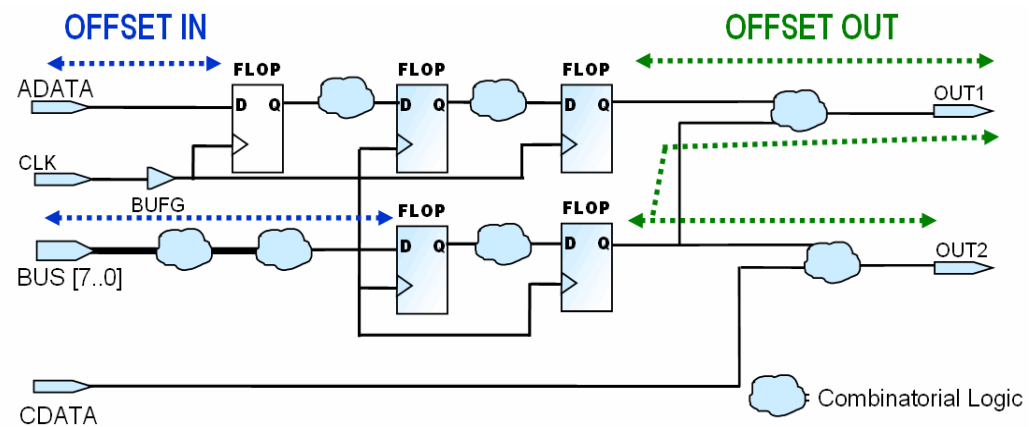 OFFSET IN
OFFSET OUT
FLOP
FLOP
FLOP
ADATA
D Q
D Q
D Q
OUT1
CLK
BUFG
FLOP
FLOP
D Q
D Q
BUS [7..0]
OUT2
CDATA
= Combinatorial Logic